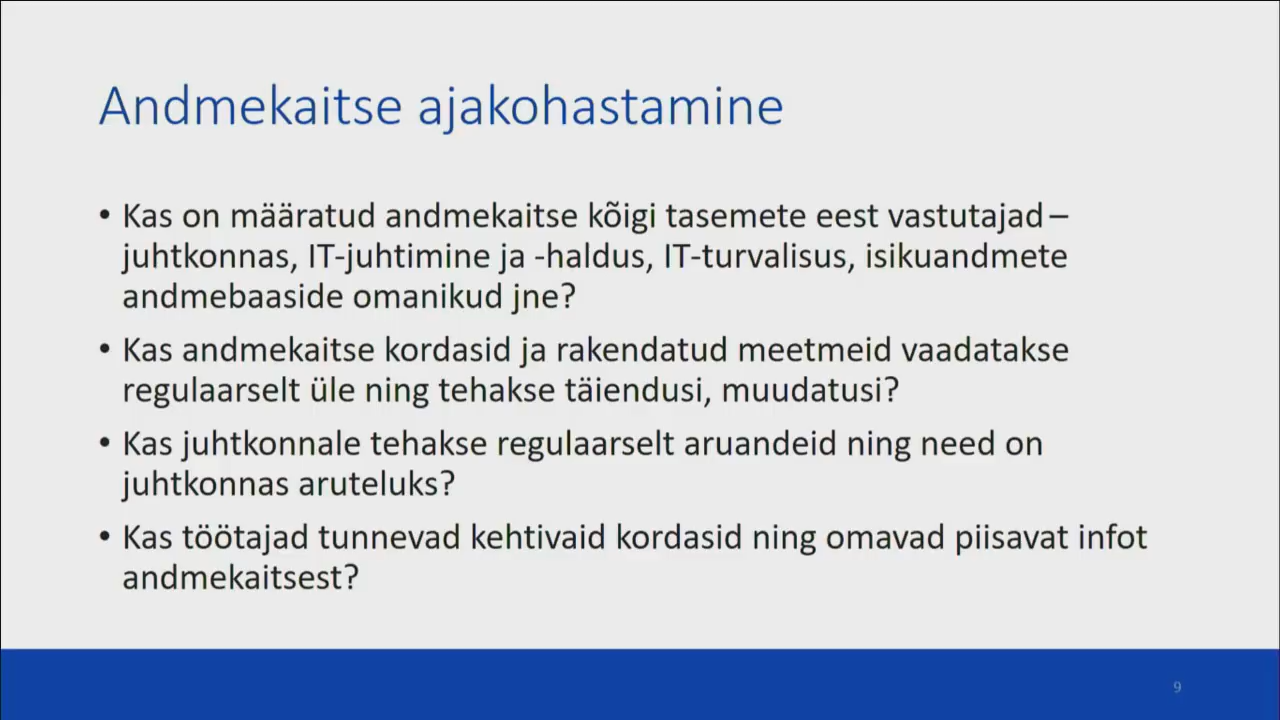 Andmekaitse ajakohastamine
• Kas on määratud andmekaitse kõigi tasemete eest vastutajad –
juhtkonnas, IT-juhtimine ja -haldus, IT-turvalisus, isikuandmete
andmebaaside omanikud jne?
• Kas andmekaitse kordasid ja rakendatud meetmeid vaadatakse
regulaarselt üle ning tehakse täiendusi, muudatusi?
• Kas juhtkonnale tehakse regulaarselt aruandeid ning need on
juhtkonnas aruteluks?
• Kas töötajad tunnevad kehtivaid kordasid ning omavad piisavat infot
andmekaitsest?
9